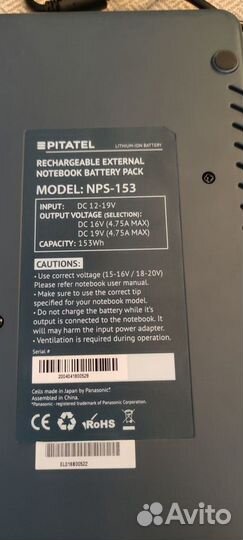 PITATEL
LITHIUM-ION BATTERY
RECHARGEABLE EXTERNAL
NOTEBOOK BATTERY PACK
MODEL: NPS-153
INPUT: DC 12-19V
OUTPUT VOLTAGE (SELECTION):
DC 16V (4.75A MAX)
DC 19V (4.75A MAX)
CAPACITY: 153Wh
CAUTIONS:
• Use correct voltage (15-16V / 18-20V)
Please refer notebook user manual.
• Make sure to use the correct tip
specified for your notebook model.
• Do not charge the battery while it's
output is connected to the notebook. It
will may harm the input power adapter.
• Ventilation is required during operation.
Serial #
2004041600529
Cells made in Japan by Panasonic*.
Assembled in China.
*Panasonic - registered trademark of Panasonic Corporation.
CE RoHS
EL016800522
Avito